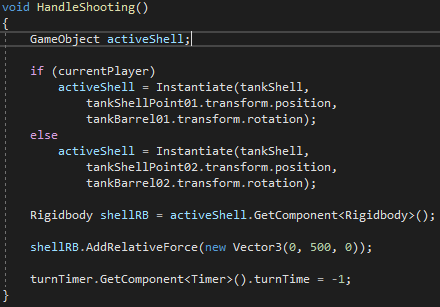 void HandleShooting()
{
GameObject activeShell;
if (currentPlayer)
activeShell = Instantiate(tankShell,
tankShellPoint01.transform.position,
tankBarrel01.transform.rotation);
else
activeShell = Instantiate(tankShell,
tankShellPoint02.transform.position,
tankBarrel02.transform.rotation);
Rigidbody shellRB = activeShell.GetComponent<Rigidbody>();
shellRB.AddRelativeForce(new Vector3(0, 500, 0));
turnTimer.GetComponent<Timer>().turnTime = -1;
}